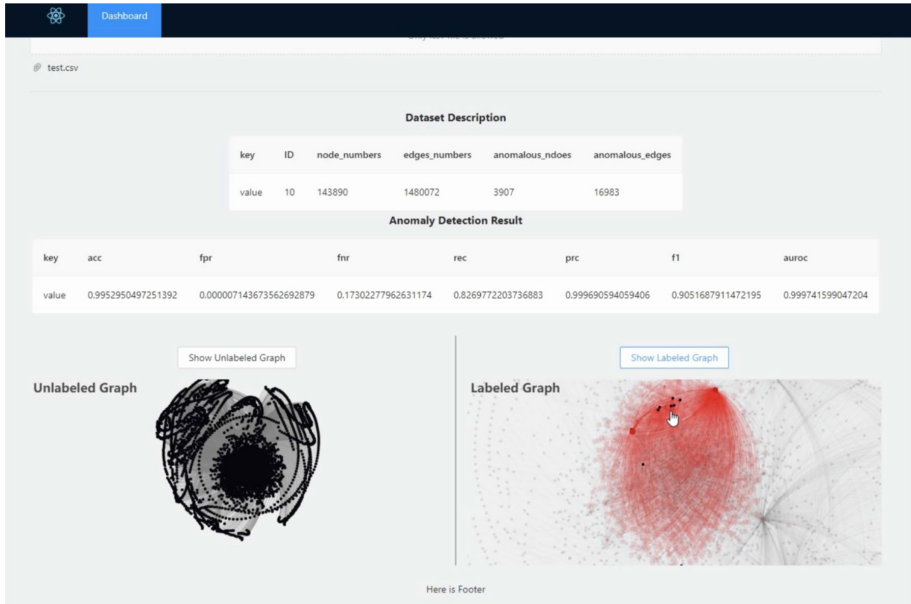 Dashboard
test.csv
Dataset Description
key ID node_numbers edges_numbers anomalous_ndoes anomalous_edges
value 10 143890 1480072 3907 16983
Anomaly Detection Result
key acc fpr fnr rec prc f1 auroc
value 0.9952950497251392 0.000007143673562692879 0.17302277962631174 0.8269772203736883 0.999690594059406 0.9051687911472195 0.999741599047204
Show Unlabeled Graph Show Labeled Graph
Unlabeled Graph Labeled Graph
Here is Footer